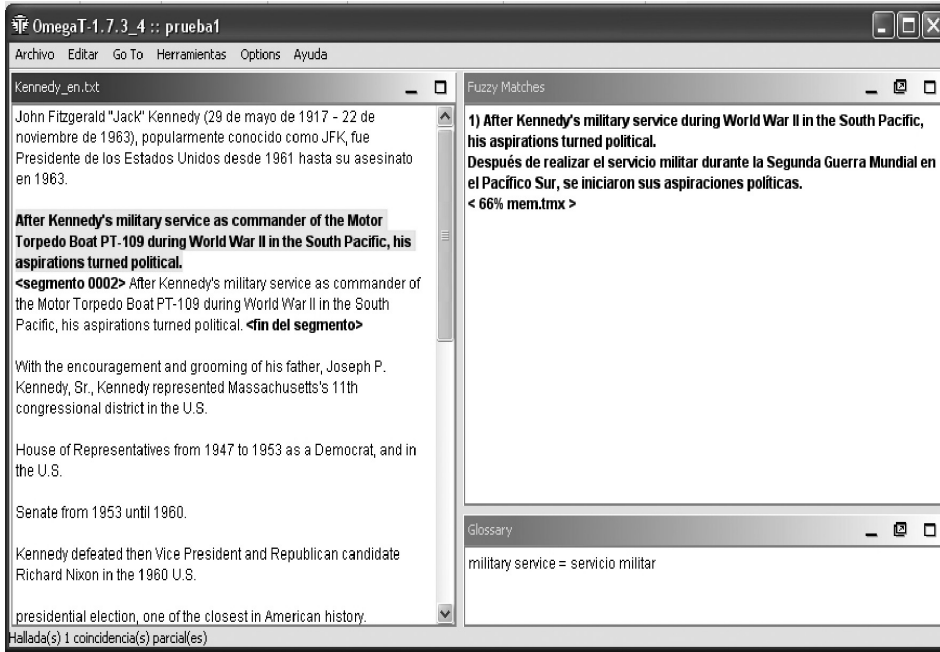 OmegaT-1.7.3_4 :: prueba1
Archivo Editar Go To Herramientas Options Ayuda
Kennedy_en.txt
John Fitzgerald "Jack" Kennedy (29 de mayo de 1917 - 22 de
noviembre de 1963), popularmente conocido como JFK, fue
Presidente de los Estados Unidos desde 1961 hasta su asesinato
en 1963.
After Kennedy's military service as commander of the Motor
Torpedo Boat PT-109 during World War II in the South Pacific, his
aspirations turned political.
<segmento 0002> After Kennedy's military service as commander of
the Motor Torpedo Boat PT-109 during World War II in the South
Pacific, his aspirations turned political. <fin del segmento>
With the encouragement and grooming of his father, Joseph P.
Kennedy, Sr., Kennedy represented Massachusetts's 11th
congressional district in the U.S.
House of Representatives from 1947 to 1953 as a Democrat, and in
the U.S.
Senate from 1953 until 1960.
Kennedy defeated then Vice President and Republican candidate
Richard Nixon in the 1960 U.S.
presidential election, one of the closest in American history.
Fuzzy Matches
1) After Kennedy's military service during World War II in the South Pacific,
his aspirations turned political.
Después de realizar el servicio militar durante la Segunda Guerra Mundial en
el Pacífico Sur, se iniciaron sus aspiraciones políticas.
< 66% mem.tmx >
Glossary
military service = servicio militar
Hallada(s) 1 coincidencia(s) parcial(es)